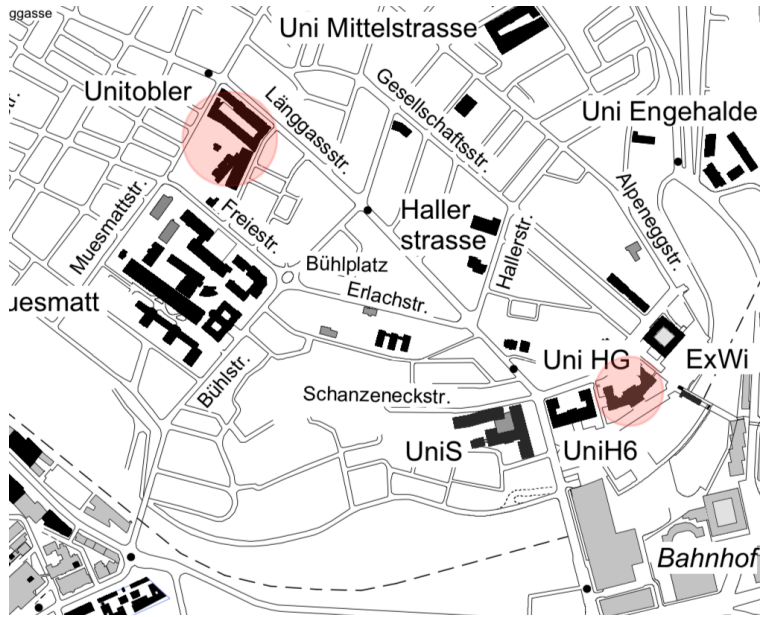 ggasse
Uni Mittelstrasse
Unitobler
Länggassstr.
Gesellschaftsstr.
Uni Engehalde
Muesmattstr.
Freiestr.
Haller
strasse
Hallerstr.
Alpeneggstr.
Bühlplatz
Erlachstr.
uesmatt
Bühlstr.
Uni HG
ExWi
Schanzeneckstr.
UniS
UniH6
Bahnhof